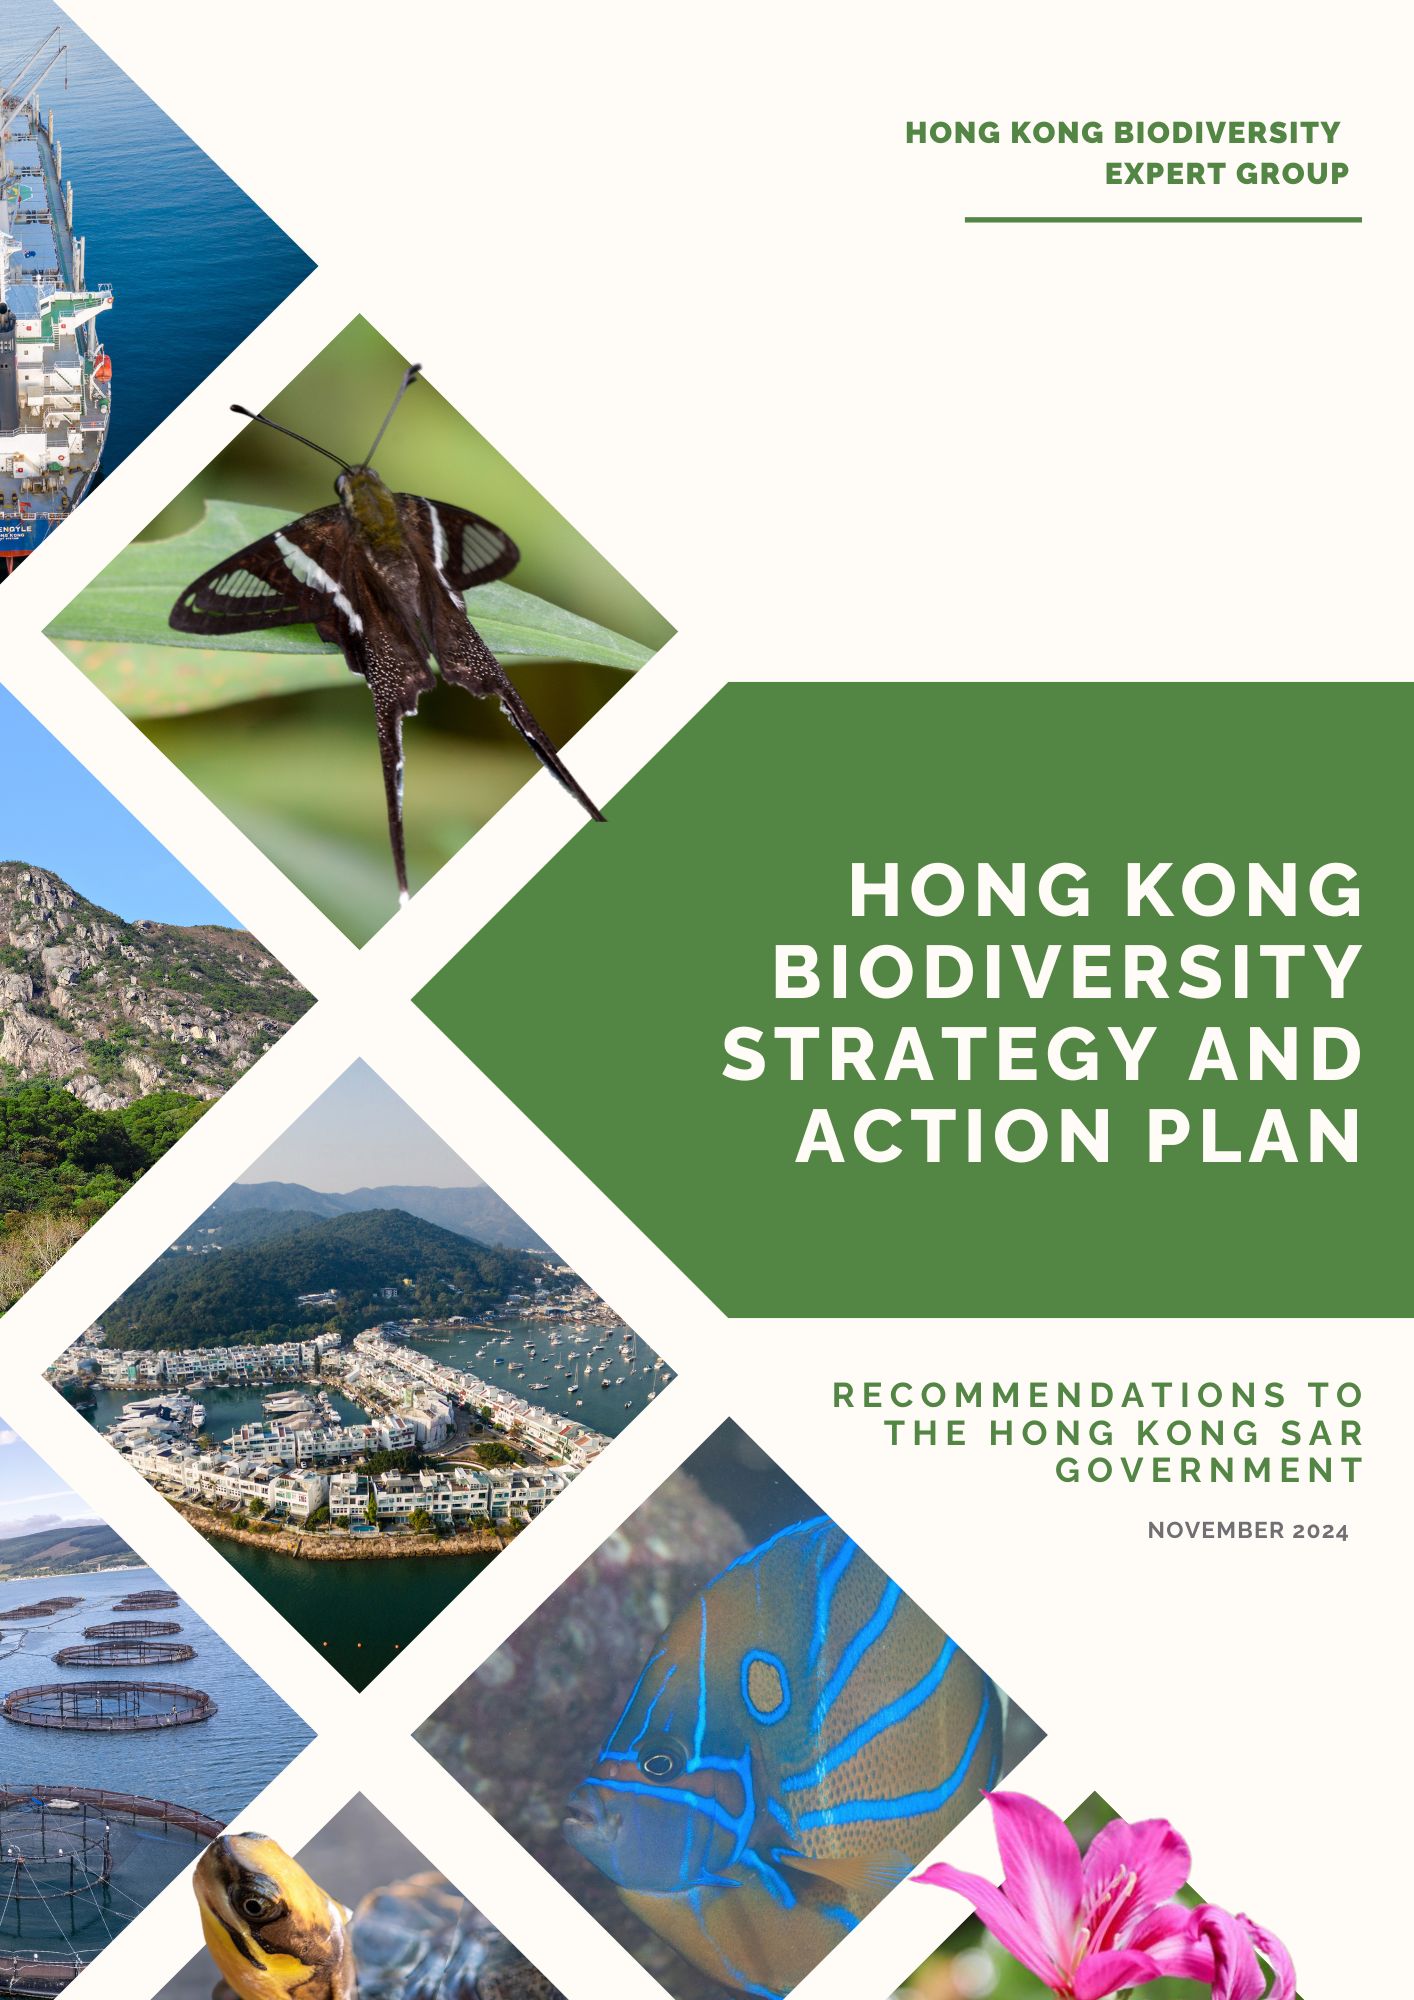 HONG KONG BIODIVERSITY
EXPERT GROUP
HONG KONG
BIODIVERSITY
STRATEGY AND
ACTION PLAN
RECOMMENDATIONS TO
THE HONG KONG SAR
GOVERNMENT
NOVEMBER 2024